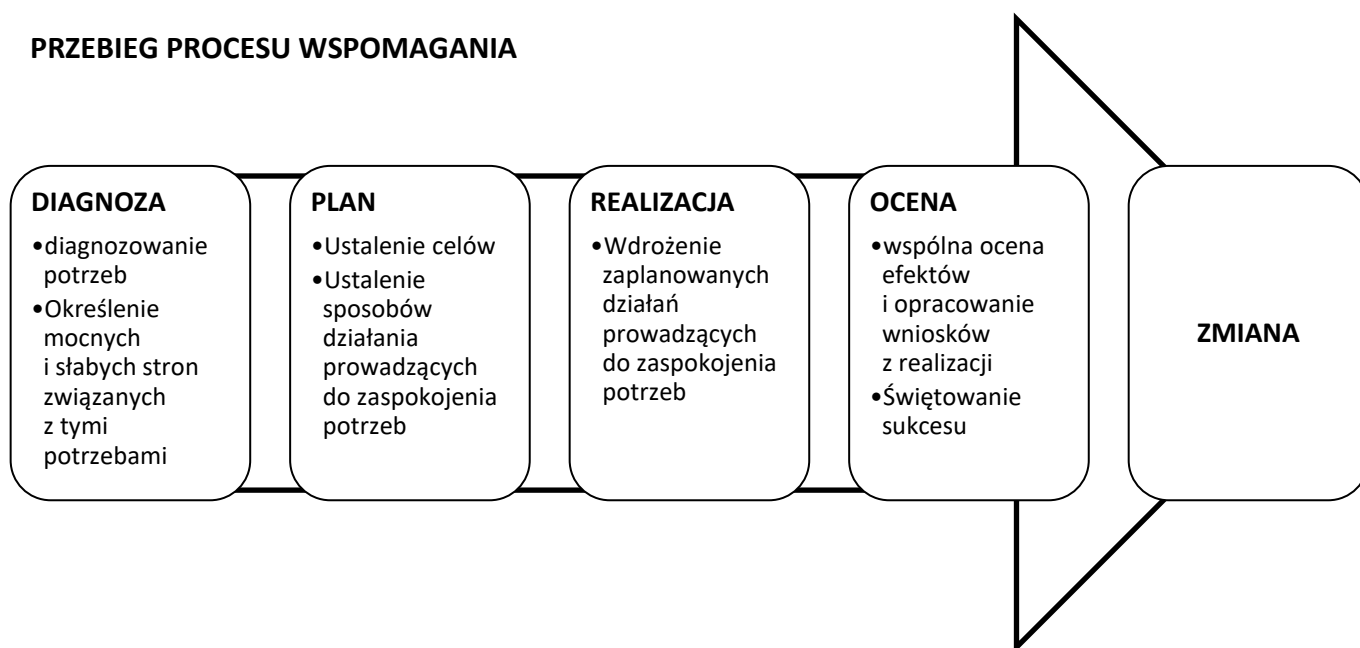 PRZEBIEG PROCESU WSPOMAGANIA
DIAGNOZA
•diagnozowanie
potrzeb
•Określenie
mocnych
i słabych stron
związanych
z tymi
potrzebami
PLAN
•Ustalenie celów
•Ustalenie
sposobów
działania
prowadzących
do zaspokojenia
potrzeb
REALIZACJA
•Wdrożenie
zaplanowanych
działań
prowadzących
do zaspokojenia
potrzeb
OCENA
•wspólna ocena
efektów
i opracowanie
wniosków
z realizacji
•Świętowanie
sukcesu
ZMIANA